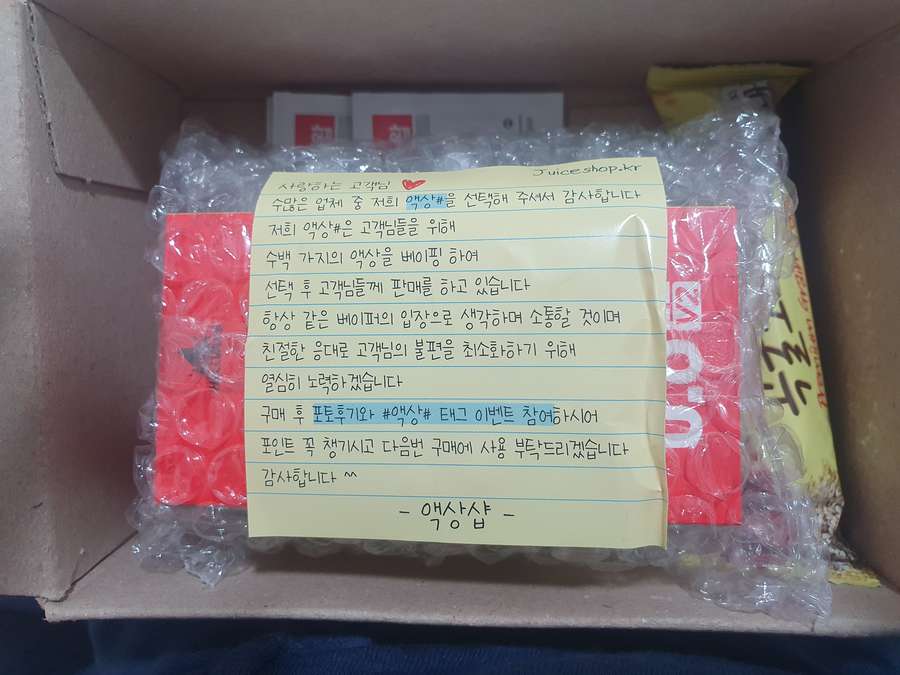 Juiceshop.kr
사랑하는 고객님
수많은 업체 중 저희 액상#을 선택해 주셔서 감사합니다
저희 액상#은 고객님들을 위해
수백 가지의 액상을 베이핑 하여
선택 후 고객님들께 판매를 하고 있습니다
항상 같은 베이퍼의 입장으로 생각하며 소통할 것이며
친절한 응대로 고객님의 불편을 최소화하기 위해
열심히 노력하겠습니다
구매 후 포토후기와 #액상# 태그 이벤트 참여하시어
포인트 꼭 챙기시고 다음번 구매에 사용 부탁드리겠습니다
감사합니다 ^^
- 액상샵 -
Premium Grain